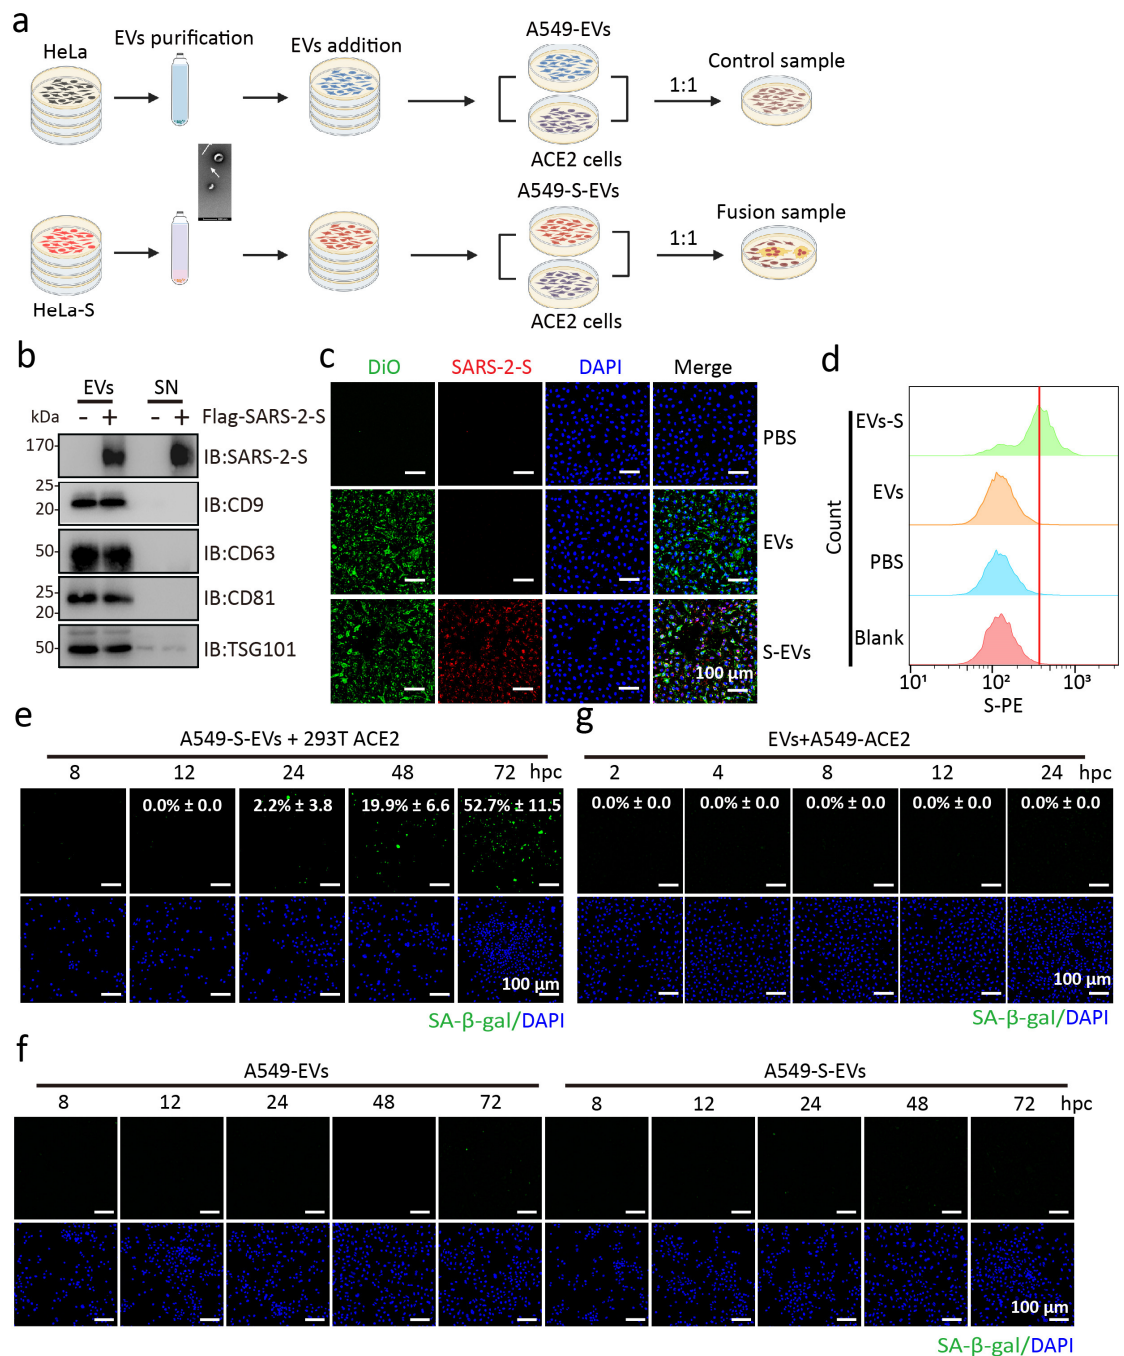 a
HeLa
EVs purification
EVs addition
A549-EVs
ACE2 cells
1:1
Control sample
HeLa-S
A549-S-EVs
ACE2 cells
1:1
Fusion sample
b
EVs SN
kDa - + - + Flag-SARS-2-S
170- IB:SARS-2-S
25-
20- IB:CD9
50- IB:CD63
25-
20- IB:CD81
50- IB:TSG101
c
DiO SARS-2-S DAPI Merge
PBS
EVs
S-EVs
100 μm
d
EVs-S
EVs
PBS
Blank
Count
10¹ 10² 10³
S-PE
e
A549-S-EVs + 293T ACE2
8 12 24 48 72 hpc
0.0% ± 0.0 2.2% ± 3.8 19.9% ± 6.6 52.7% ± 11.5
100 μm
SA-β-gal/DAPI
g
EVs+A549-ACE2
2 4 8 12 24 hpc
0.0% ± 0.0 0.0% ± 0.0 0.0% ± 0.0 0.0% ± 0.0 0.0% ± 0.0
100 μm
SA-β-gal/DAPI
f
A549-EVs A549-S-EVs
8 12 24 48 72 8 12 24 48 72 hpc
100 μm
SA-β-gal/DAPI